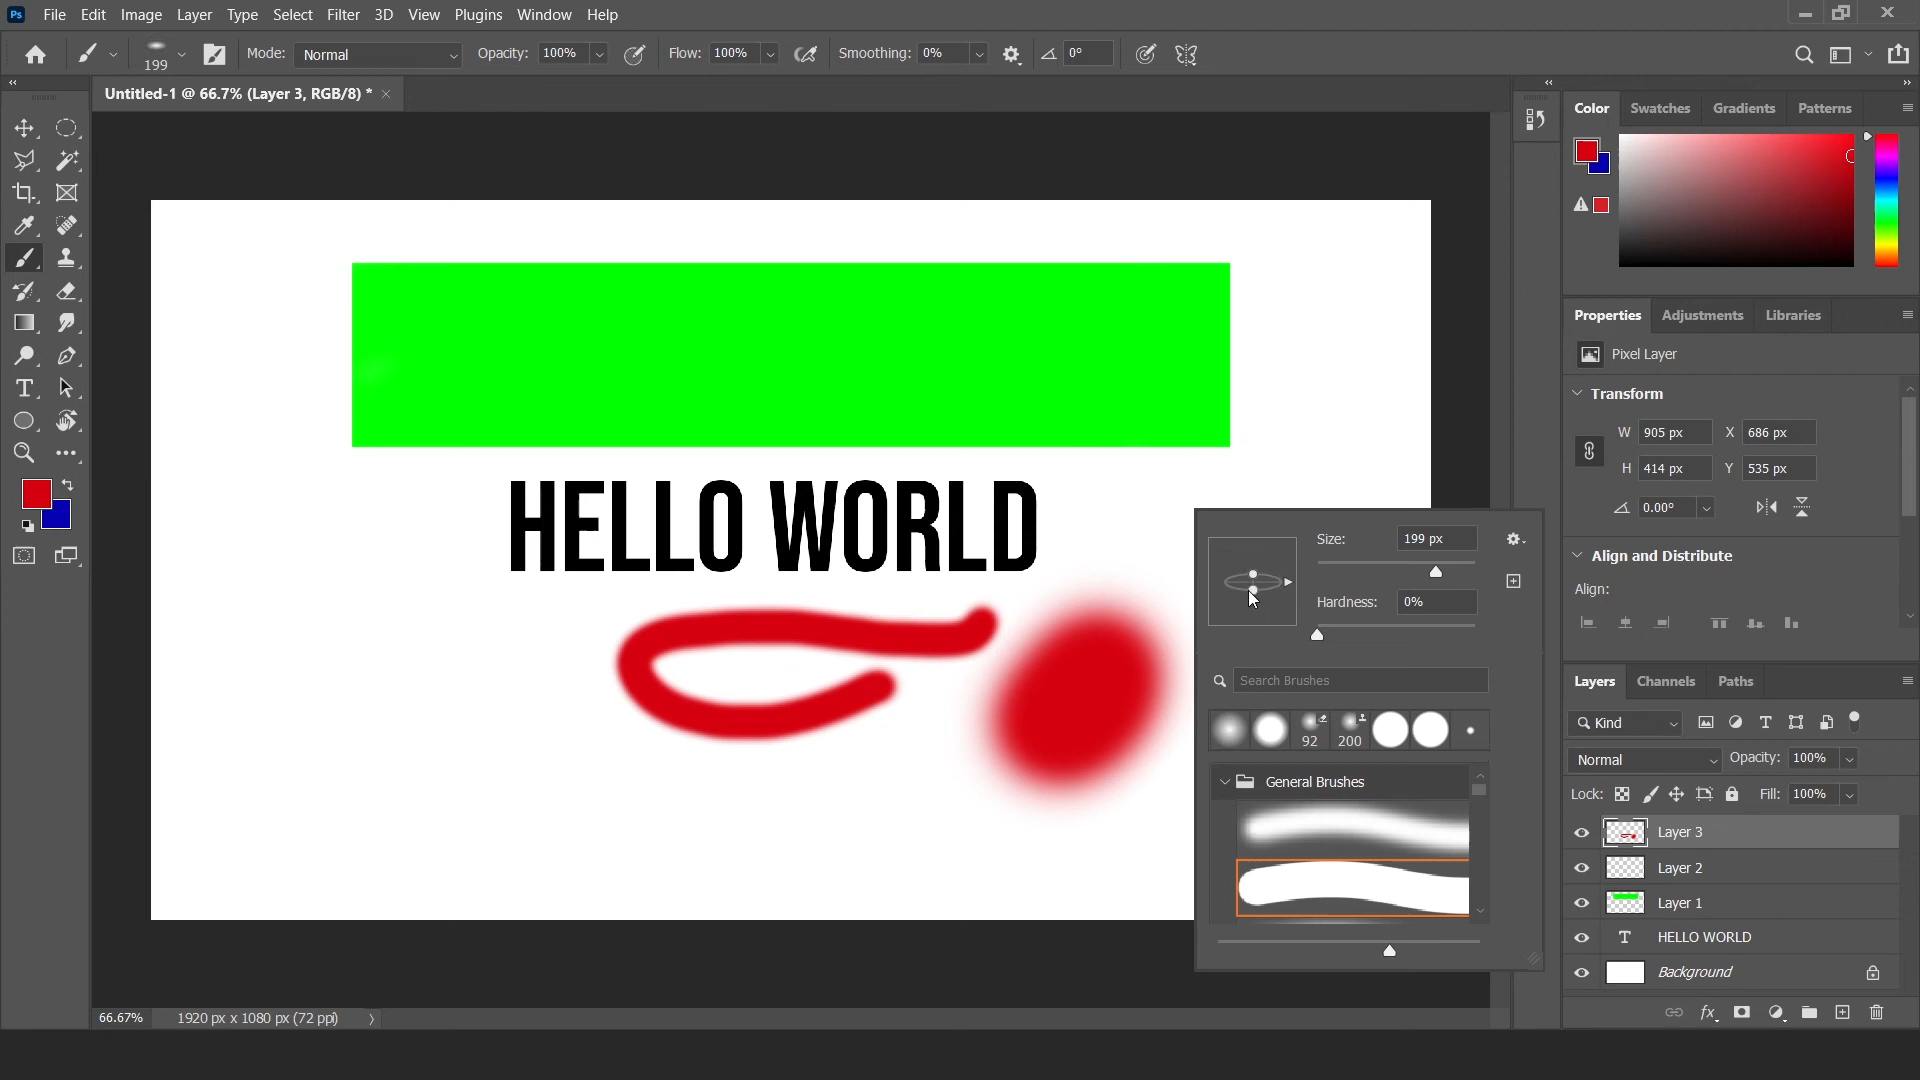 Ps File Edit Image Layer Type Select Filter 3D View Plugins Window Help
199 Mode: Normal Opacity: 100% Flow: 100% Smoothing: 0% 0°
Untitled-1 @ 66.7% (Layer 3, RGB/8) *
Color Swatches Gradients Patterns
Properties Adjustments Libraries
Pixel Layer
Transform
W 905 px X 686 px
H 414 px Y 535 px
0.00°
Align and Distribute
Align:
HELLO WORLD
Size: 199 px
Hardness: 0%
Search Brushes
92 200
General Brushes
Layers Channels Paths
Kind
Normal Opacity: 100%
Lock: Fill: 100%
Layer 3
Layer 2
Layer 1
T HELLO WORLD
Background
fx
66.67% 1920 px x 1080 px (72 ppi)